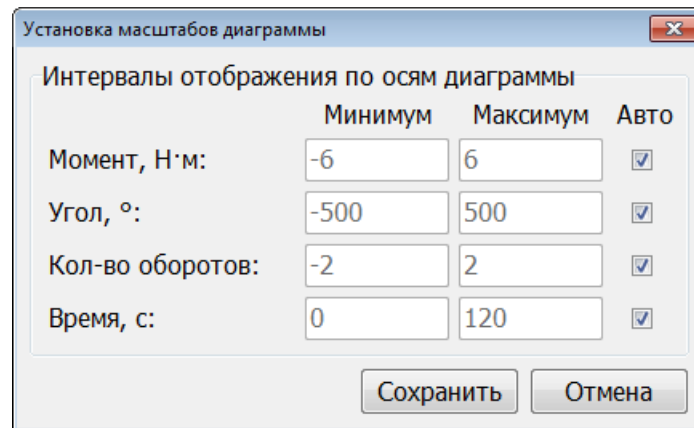 Установка масштабов диаграммы
Интервалы отображения по осям диаграммы
Минимум Максимум Авто
Момент, Н·м: -6 6
Угол, °: -500 500
Кол-во оборотов: -2 2
Время, с: 0 120
Сохранить Отмена